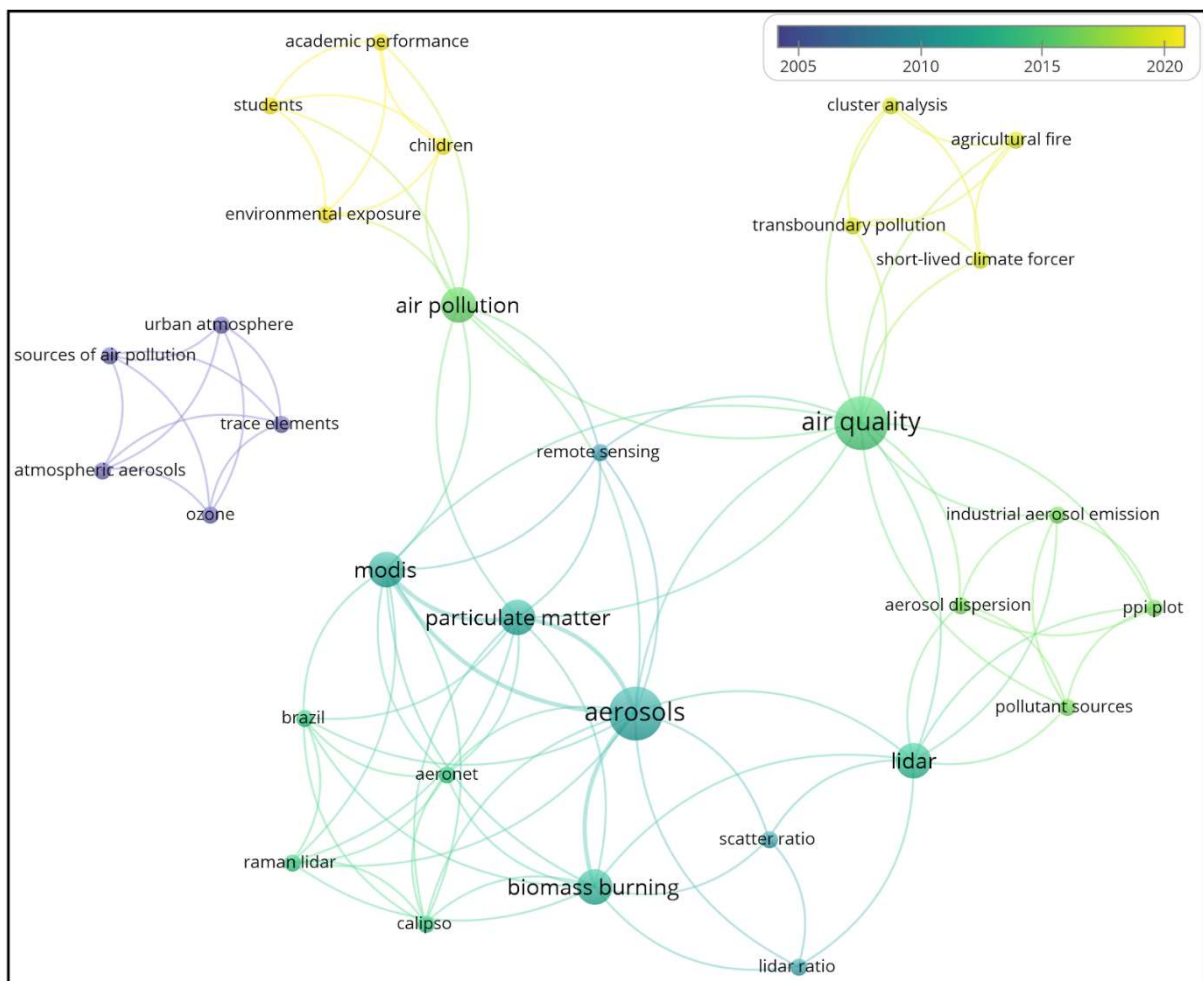 2005 2010 2015 2020
academic performance
students
children
environmental exposure
cluster analysis
agricultural fire
transboundary pollution
short-lived climate forcer
air pollution
urban atmosphere
sources of air pollution
trace elements
atmospheric aerosols
ozone
air quality
remote sensing
industrial aerosol emission
modis
particulate matter
aerosol dispersion
ppi plot
aerosols
pollutant sources
brazil
lidar
aeronet
scatter ratio
raman lidar
biomass burning
calipso
lidar ratio